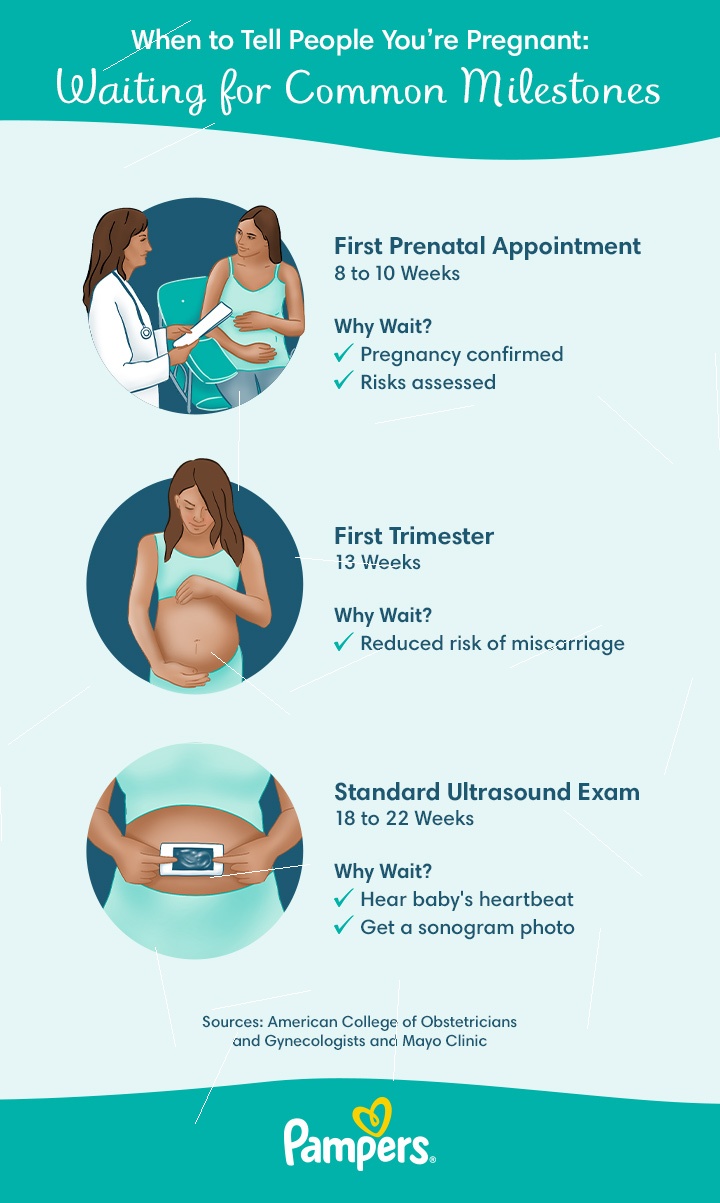 When to Tell People You’re Pregnant:
Waiting for Common Milestones
First Prenatal Appointment
8 to 10 Weeks
Why Wait?
✓ Pregnancy confirmed
✓ Risks assessed
First Trimester
13 Weeks
Why Wait?
✓ Reduced risk of miscarriage
Standard Ultrasound Exam
18 to 22 Weeks
Why Wait?
✓ Hear baby's heartbeat
✓ Get a sonogram photo
Sources: American College of Obstetricians
and Gynecologists and Mayo Clinic
Pampers®